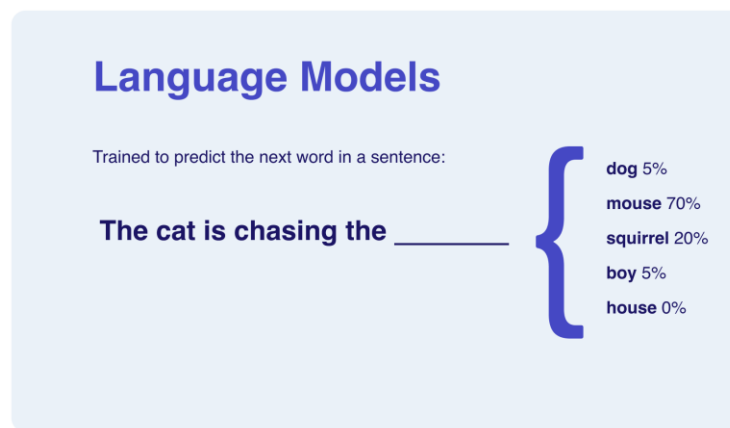 Language Models
Trained to predict the next word in a sentence:
The cat is chasing the ________
dog 5%
mouse 70%
squirrel 20%
boy 5%
house 0%